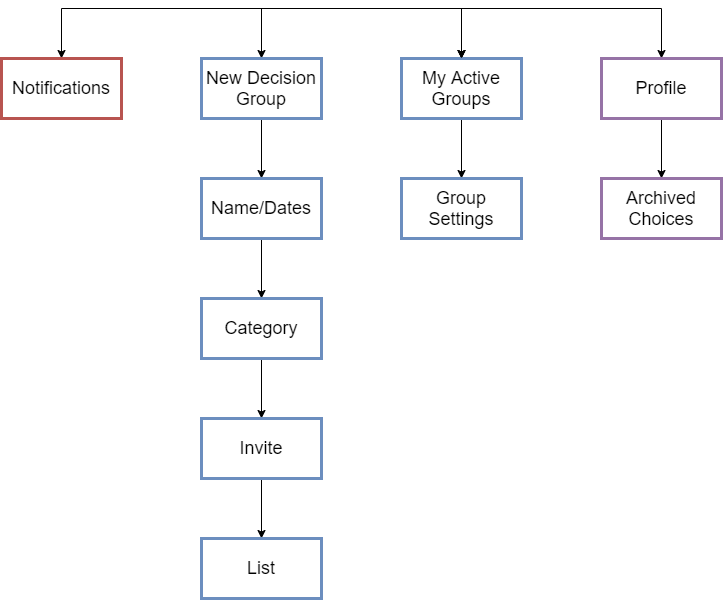 Notifications
New Decision
Group
My Active
Groups
Profile
Name/Dates
Group
Settings
Archived
Choices
Category
Invite
List